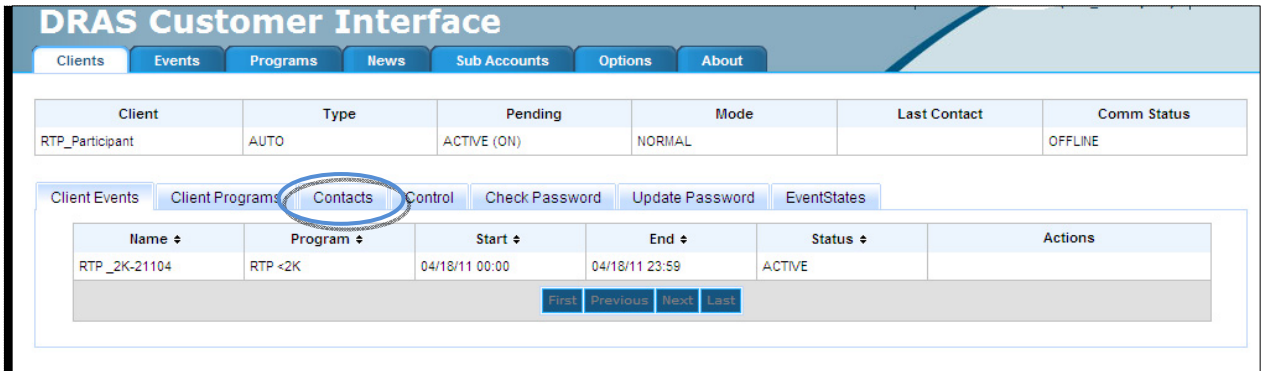 DRAS Customer Interface
Clients Events Programs News Sub Accounts Options About
Client Type Pending Mode Last Contact Comm Status
RTP_Participant AUTO ACTIVE (ON) NORMAL OFFLINE
Client Events Client Programs Contacts Control Check Password Update Password EventStates
Name Program Start End Status Actions
RTP _2K-21104 RTP <2K 04/18/11 00:00 04/18/11 23:59 ACTIVE
First Previous Next Last